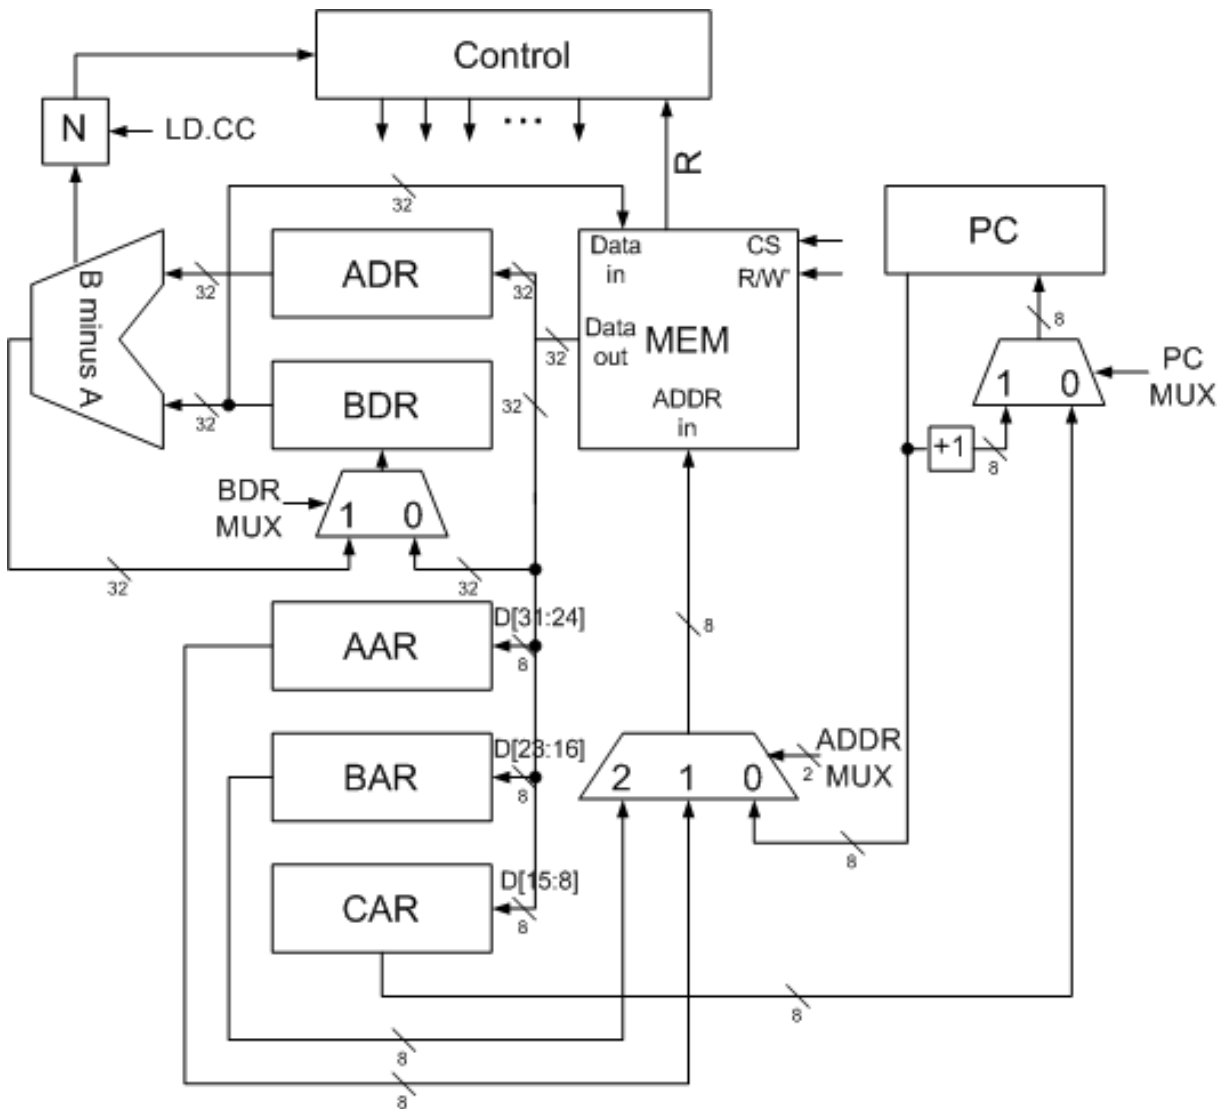 Control
N
LD.CC
...
R
32
PC
Data in
CS
R/W'
ADR
32
32
8
B minus A
Data out
MEM
32
1 0
PC MUX
BDR
32
32
ADDR in
+1
8
BDR MUX
1 0
32
32
AAR
D[31:24]
8
8
BAR
D[23:16]
8
2 1 0
ADDR MUX
2
8
CAR
D[15:8]
8
8
8
8